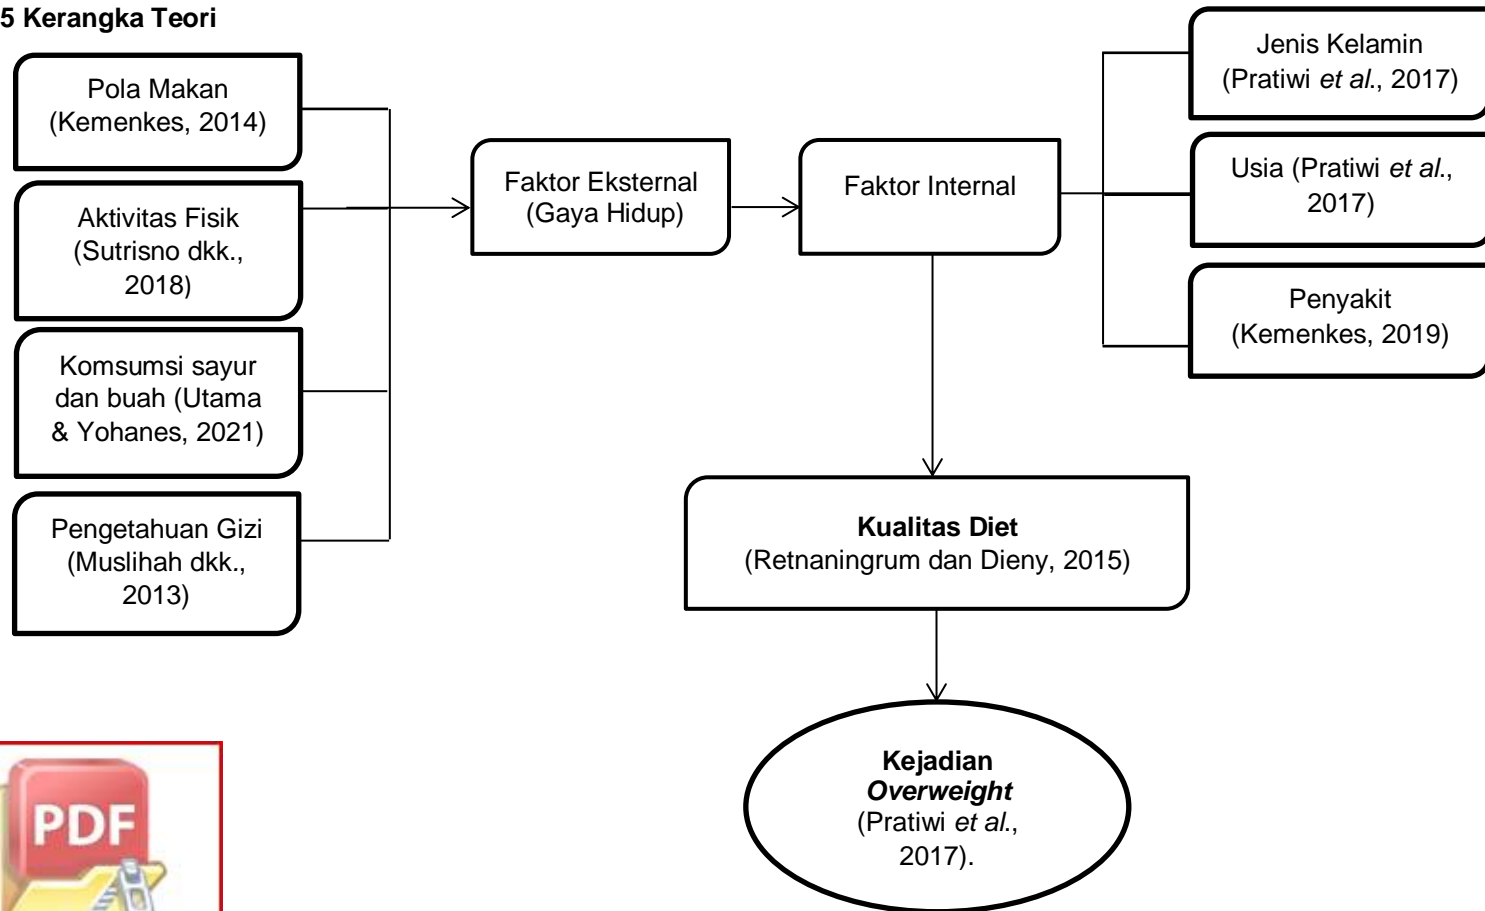 5 Kerangka Teori
Pola Makan
(Kemenkes, 2014)
Aktivitas Fisik
(Sutrisno dkk.,
2018)
Komsumsi sayur
dan buah (Utama
& Yohanes, 2021)
Pengetahuan Gizi
(Muslihah dkk.,
2013)
Faktor Eksternal
(Gaya Hidup)
Faktor Internal
Jenis Kelamin
(Pratiwi et al., 2017)
Usia (Pratiwi et al.,
2017)
Penyakit
(Kemenkes, 2019)
Kualitas Diet
(Retnaningrum dan Dieny, 2015)
Kejadian
Overweight
(Pratiwi et al.,
2017).
PDF